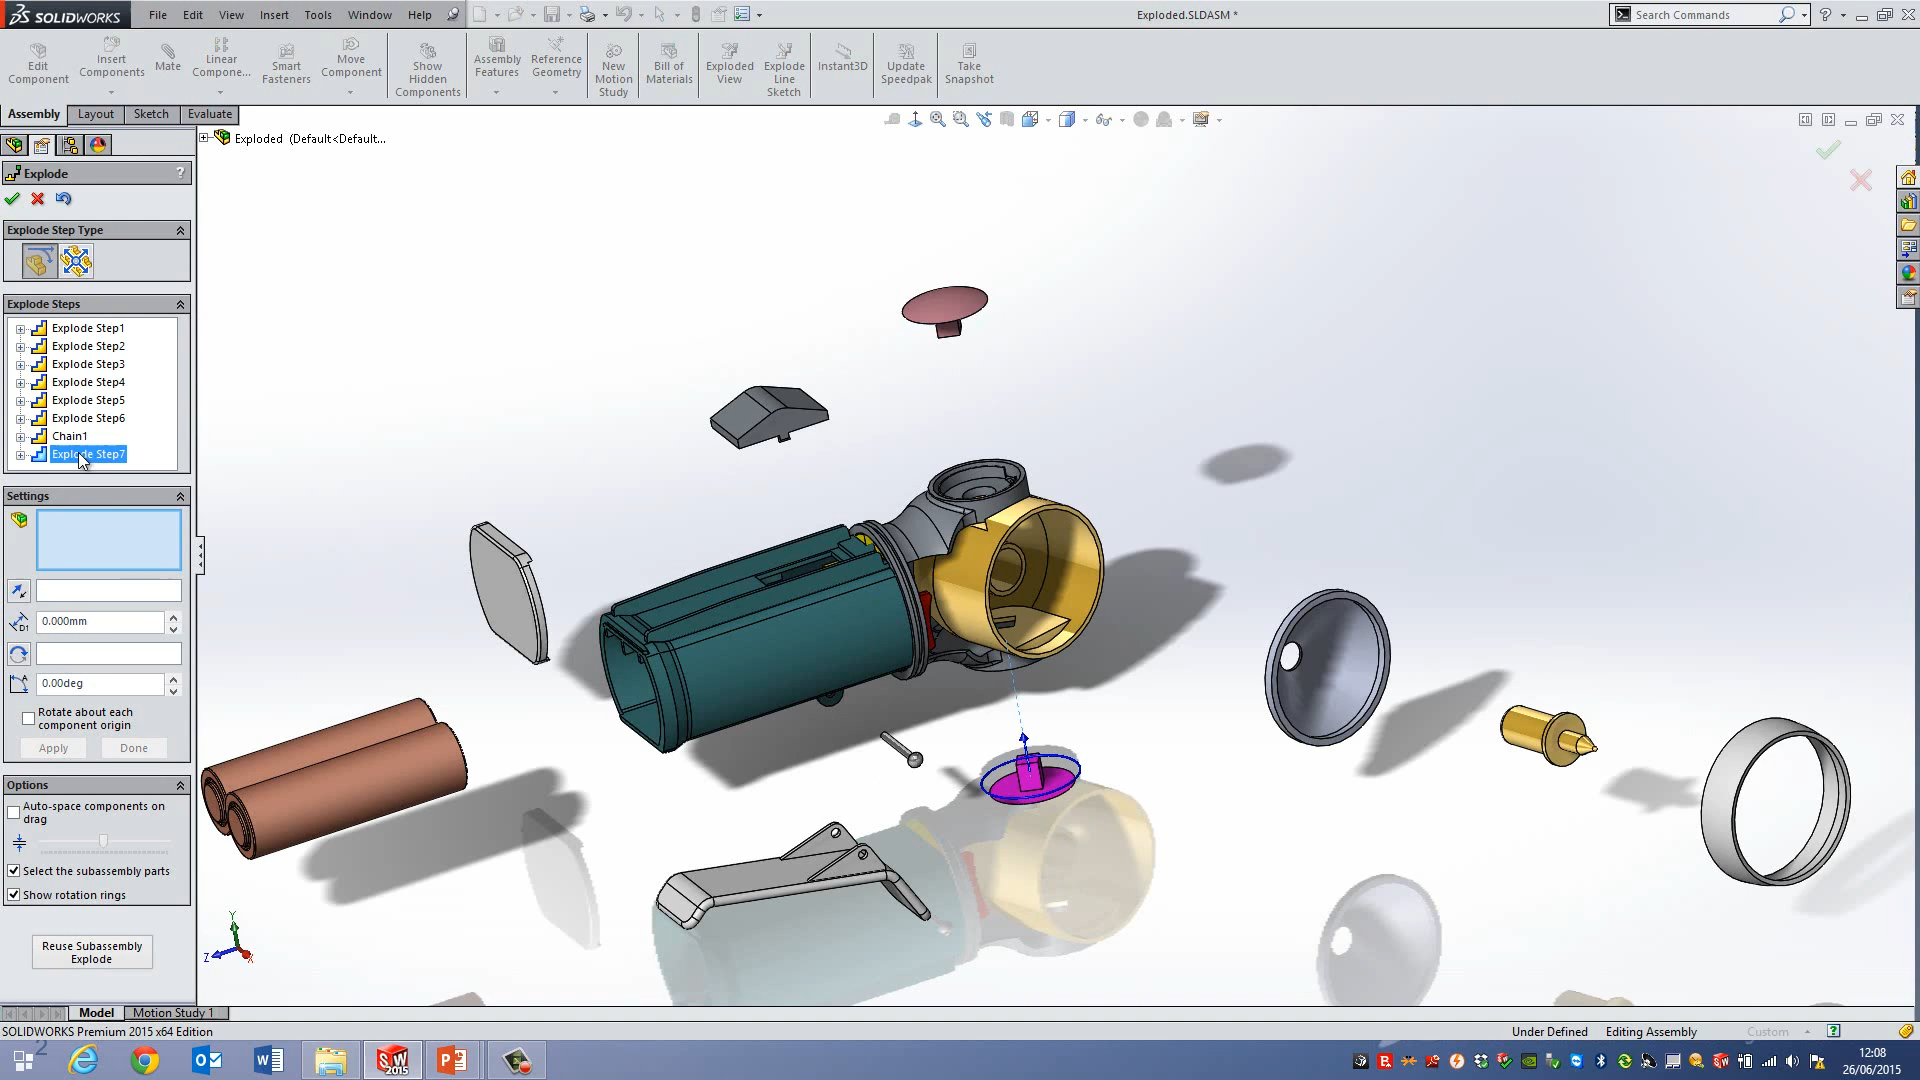 SOLIDWORKS File Edit View Insert Tools Window Help Exploded.SLDASM * Search Commands
Edit Component
Insert Components
Mate
Linear Compone...
Smart Fasteners
Move Component
Show Hidden Components
Assembly Features
Reference Geometry
New Motion Study
Bill of Materials
Exploded View
Explode Line Sketch
Instant3D
Update Speedpak
Take Snapshot
Assembly Layout Sketch Evaluate
Exploded (Default<Default...
Explode ?
Explode Step Type
Explode Steps
Explode Step1
Explode Step2
Explode Step3
Explode Step4
Explode Step5
Explode Step6
Chain1
Explode Step7
Settings
0.000mm
0.00deg
Rotate about each
component origin
Apply Done
Options
Auto-space components on
drag
Select the subassembly parts
Show rotation rings
Reuse Subassembly
Explode
Y
Z X
Model Motion Study 1
SOLIDWORKS Premium 2015 x64 Edition Under Defined Editing Assembly Custom
2
12:08
26/06/2015